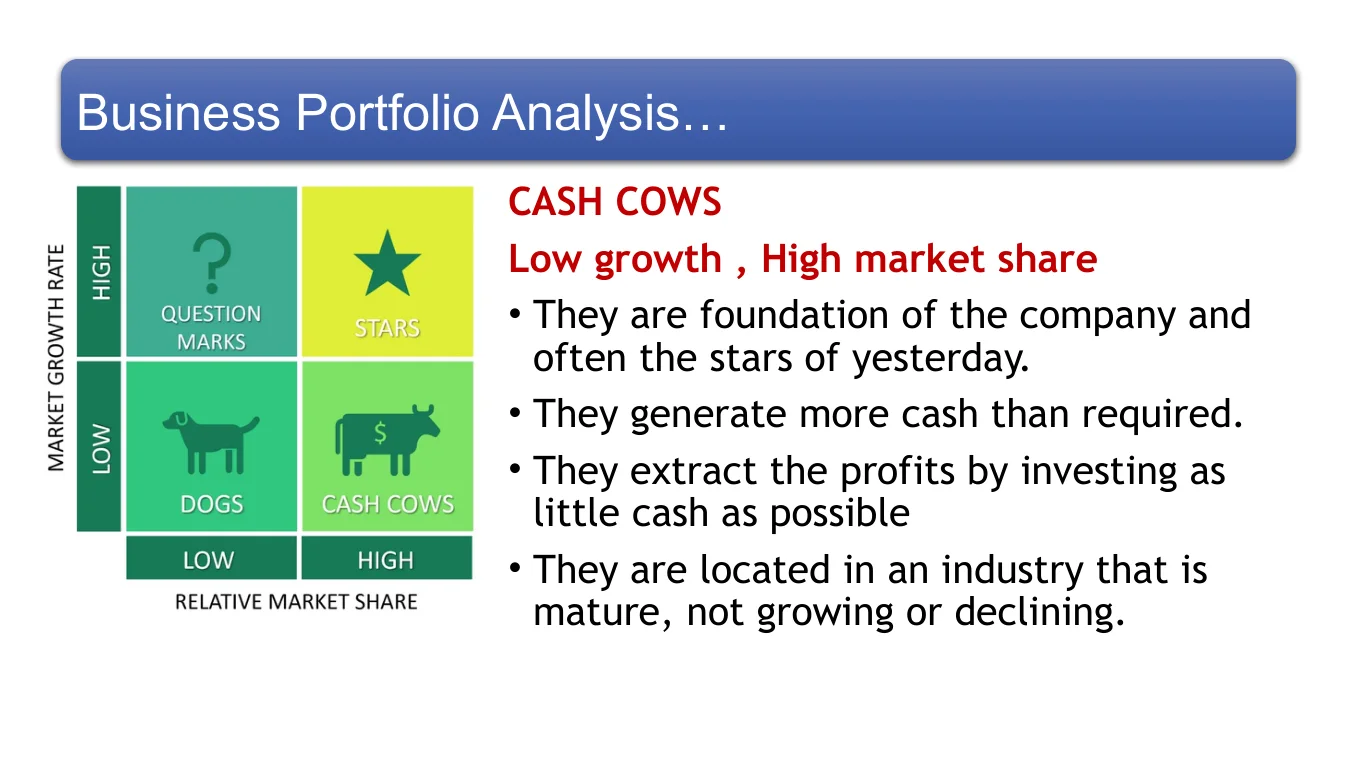 Business Portfolio Analysis…
MARKET GROWTH RATE
HIGH
LOW
?
QUESTION
MARKS
STARS
DOGS
$
CASH COWS
LOW
HIGH
RELATIVE MARKET SHARE
CASH COWS
Low growth , High market share
• They are foundation of the company and
often the stars of yesterday.
• They generate more cash than required.
• They extract the profits by investing as
little cash as possible
• They are located in an industry that is
mature, not growing or declining.